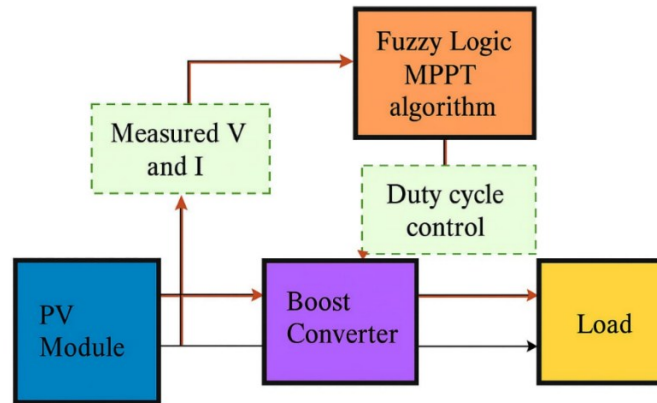 Fuzzy Logic
MPPT
algorithm
Measured V
and I
Duty cycle
control
PV
Module
Boost
Converter
Load